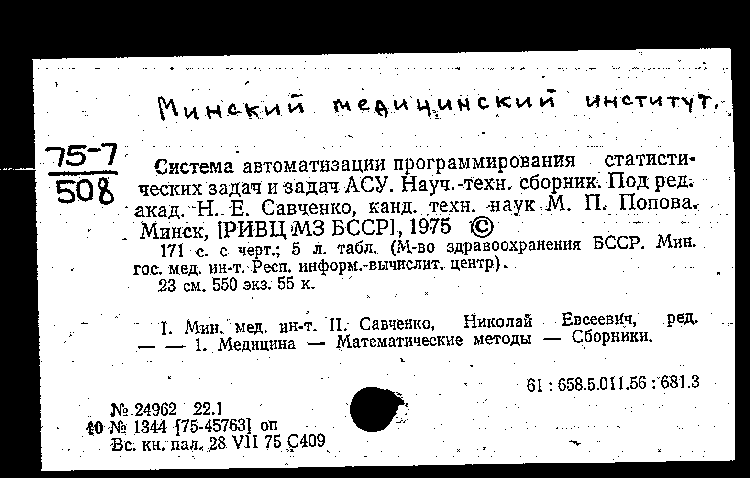 Минский медицинский институт.
75-7
508
Система автоматизации программирования статисти-
ческих задач и задач АСУ. Науч.-техн. сборник. Под ред.
акад. Н. Е. Савченко, канд. техн. наук М. П. Попова.
Минск, [РИВЦ МЗ БССР], 1975 ©
171 с. с черт.; 5 л. табл. (М-во здравоохранения БССР. Мин.
гос. мед. ин-т. Респ. информ.-вычислит. центр).
23 см. 550 экз. 55 к.
I. Мин. мед. ин-т. II. Савченко, Николай Евсеевич, ред.
— — 1. Медицина — Математические методы — Сборники.
61 : 658.5.011.56 : 681.3
№ 24962 22.1
10 № 1344 [75-45763] оп
Вс. кн. пал. 28 VII 75 С409